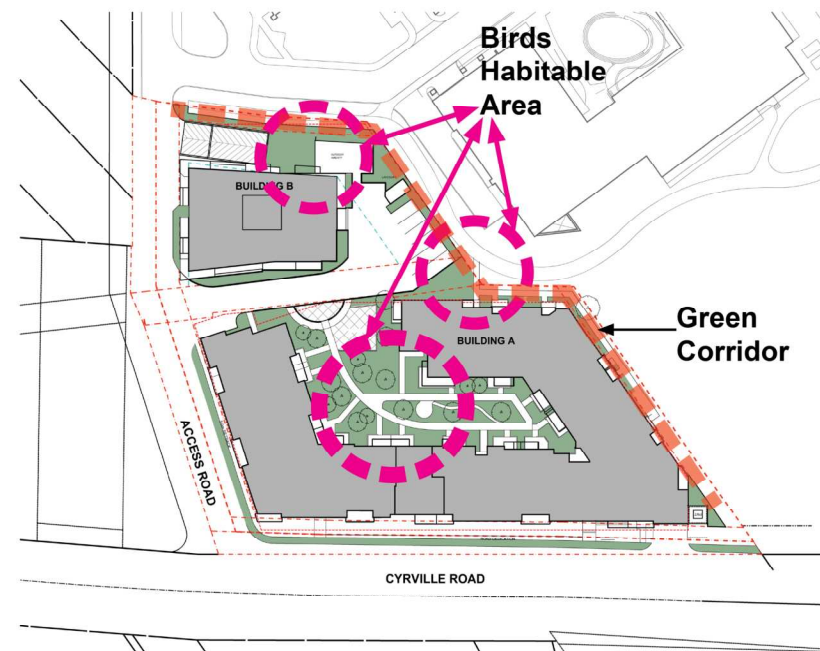 Birds
Habitable
Area
BUILDING B
BUILDING A
Green
Corridor
ACCESS ROAD
CYRVILLE ROAD